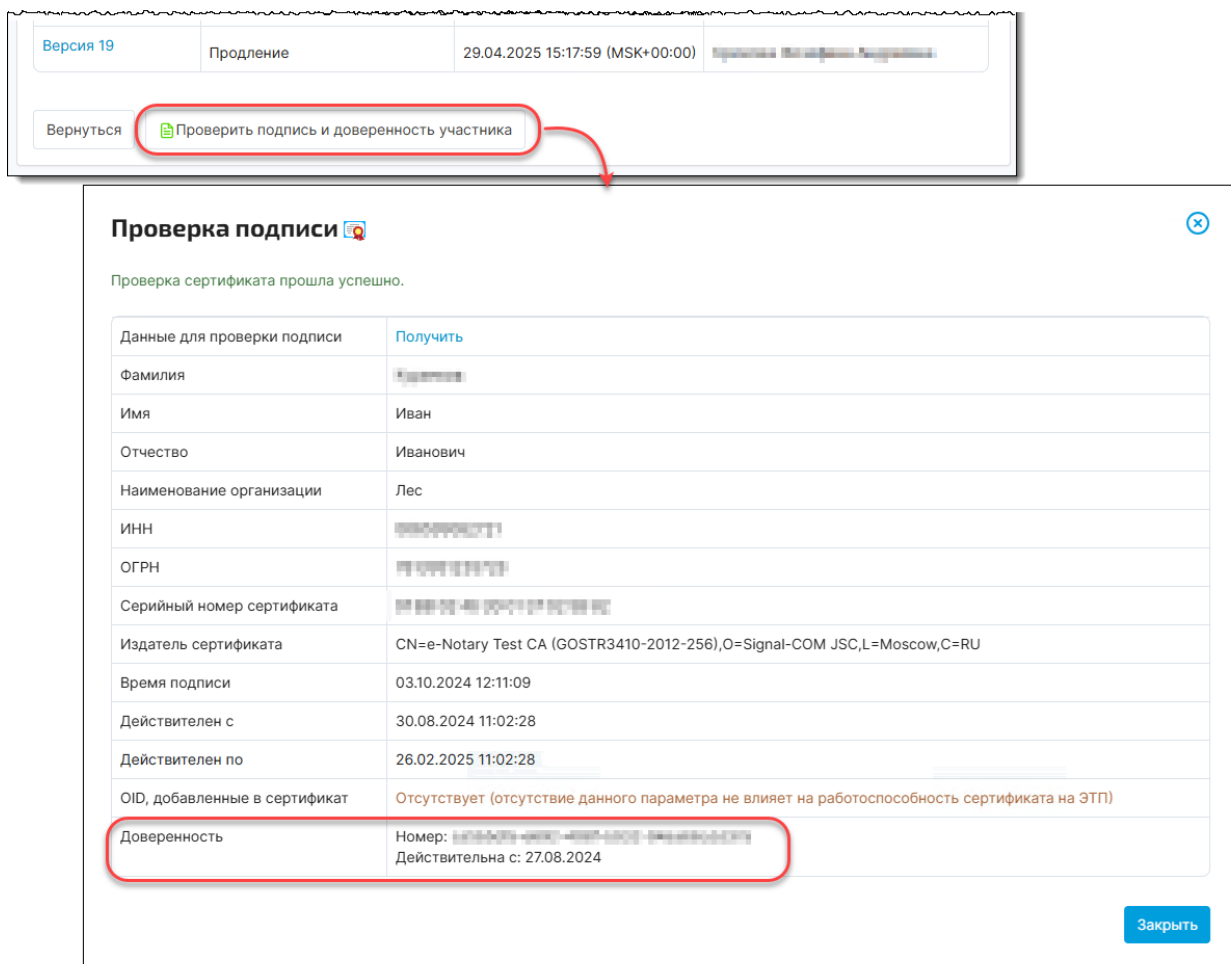 Версия 19
Продление
29.04.2025 15:17:59 (MSK+00:00)
Вернуться
Проверить подпись и доверенность участника
Проверка подписи
Проверка сертификата прошла успешно.
Данные для проверки подписи Получить
Фамилия
Имя Иван
Отчество Иванович
Наименование организации Лес
ИНН
ОГРН
Серийный номер сертификата
Издатель сертификата CN=e-Notary Test CA (GOSTR3410-2012-256),O=Signal-COM JSC,L=Moscow,C=RU
Время подписи 03.10.2024 12:11:09
Действителен с 30.08.2024 11:02:28
Действителен по 26.02.2025 11:02:28
OID, добавленные в сертификат Отсутствует (отсутствие данного параметра не влияет на работоспособность сертификата на ЭТП)
Доверенность Номер:
Действительна с: 27.08.2024
Закрыть